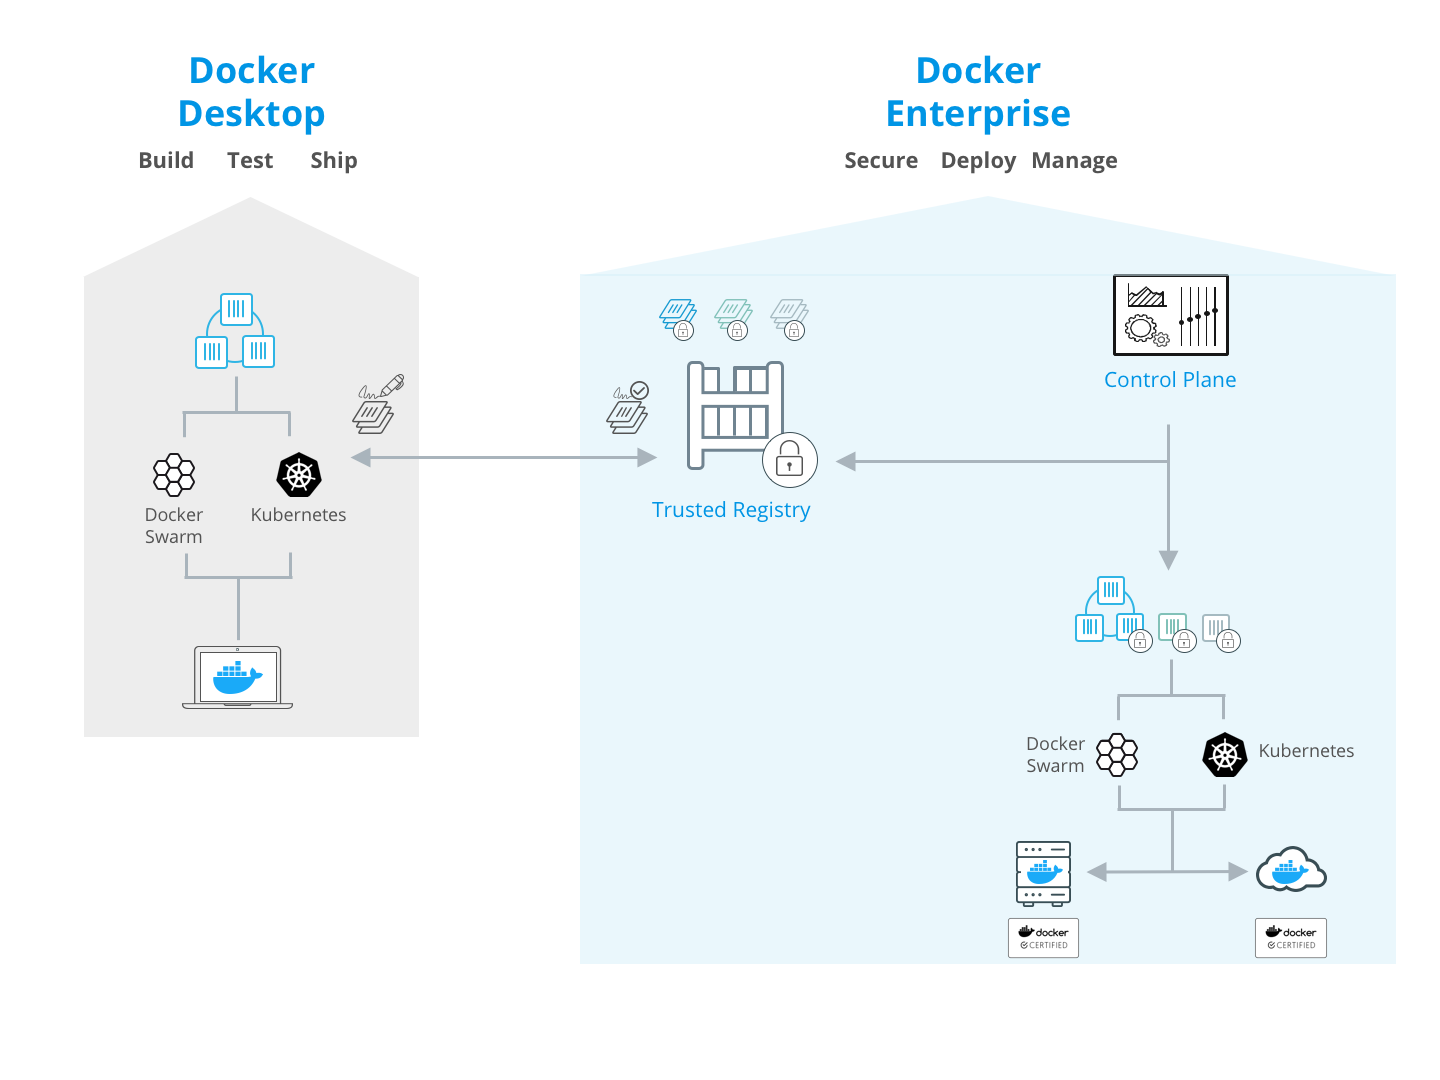 Docker
Desktop
Build Test Ship
Docker
Enterprise
Secure Deploy Manage
Control Plane
Trusted Registry
Docker
Swarm
Kubernetes
Docker
Swarm
Kubernetes
docker
CERTIFIED
docker
CERTIFIED